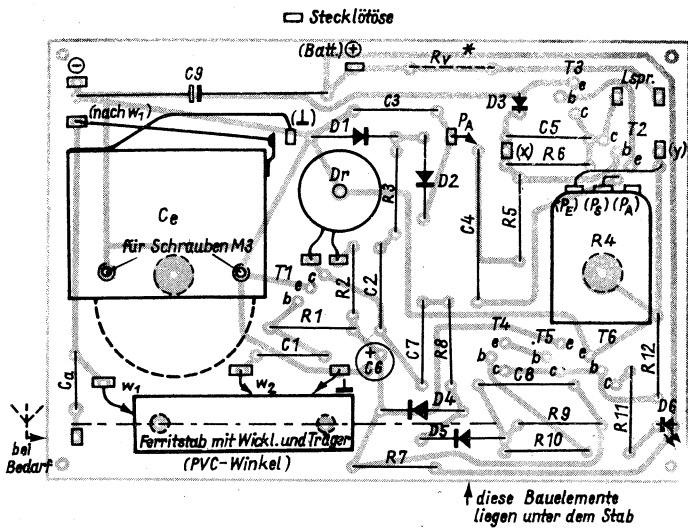 Stecklötöse
(Batt.) ⊕
⊖
Rv *
C9
T3
Lspr.
C3
D3
e
b
c
(nach w1)
(⊥)
D1
PA
C5
T2
c
(x)
R6
b
e
(y)
Dr
D2
R3
C4
R5
(PE) (PS) (PA)
Ce
für Schrauben M3
R4
T1
c
e
b
R2
C2
R1
T4
T5
T6
e
b
c
e
b
c
e
b
c
C1
+
C6
C7
R8
C8
R12
Ca
w1
w2
D4
R9
R11
D6
bei
Bedarf
Ferritstab mit Wickl. und Träger
D5
R10
(PVC-Winkel)
R7
diese Bauelemente
liegen unter dem Stab